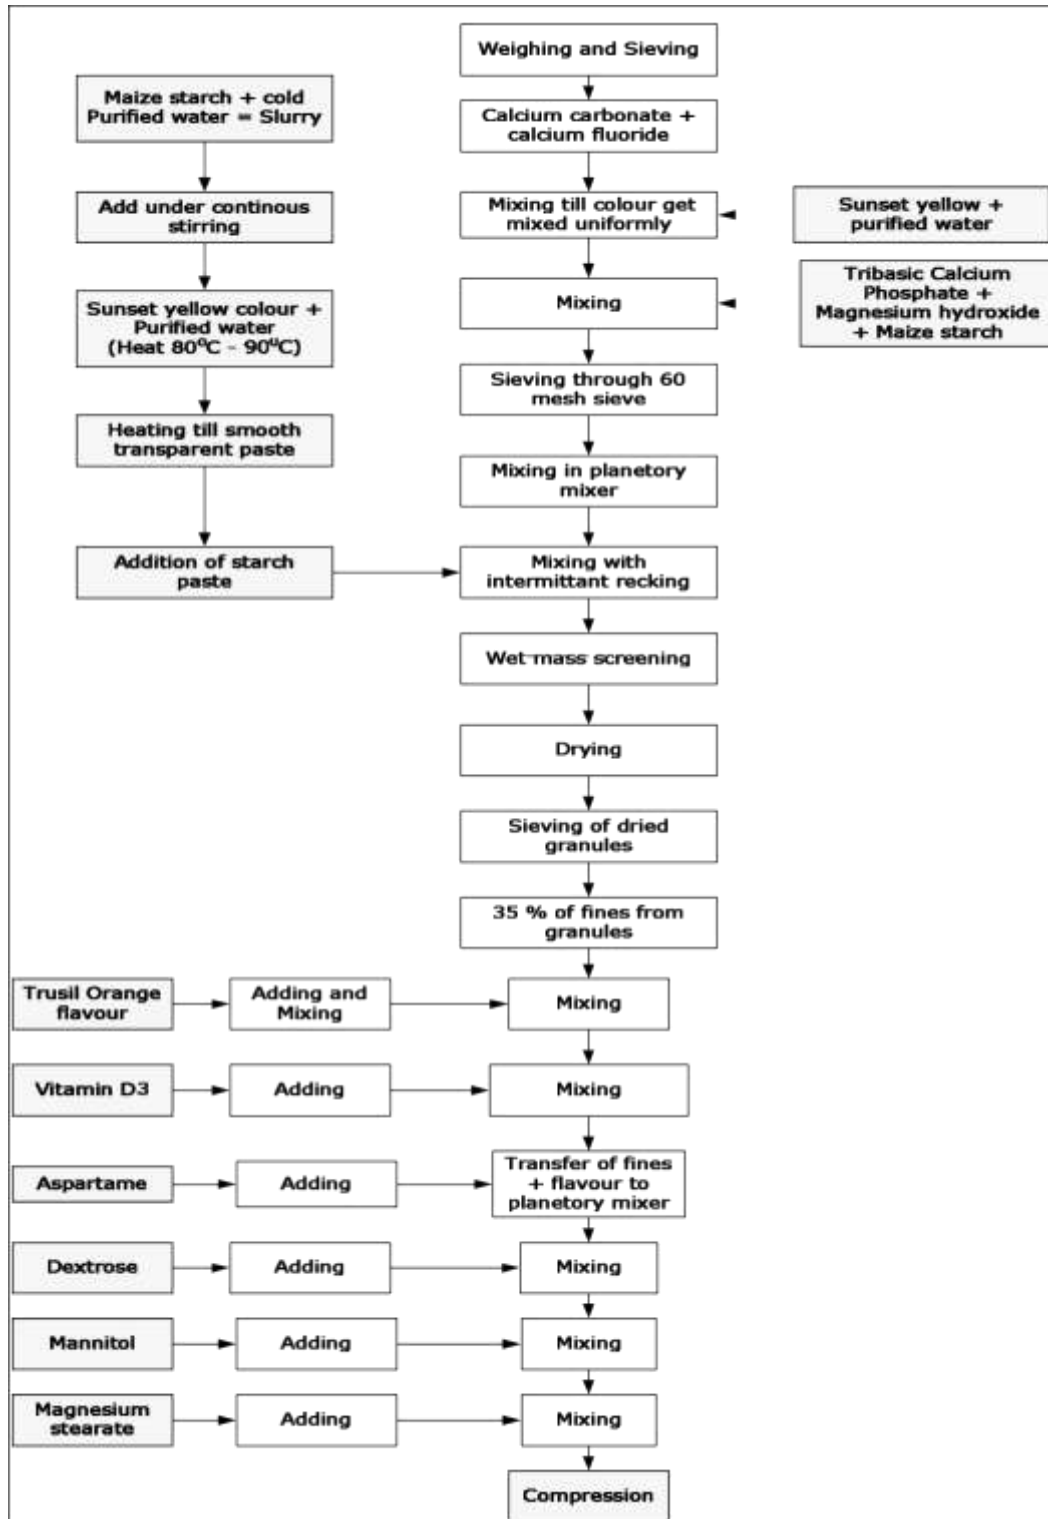 Weighing and Sieving
Maize starch + cold
Purified water = Slurry
Calcium carbonate +
calcium fluoride
Add under continous
stirring
Mixing till colour get
mixed uniformly
Sunset yellow +
purified water
Sunset yellow colour +
Purified water
(Heat 80⁰C - 90⁰C)
Mixing
Tribasic Calcium
Phosphate +
Magnesium hydroxide
+ Maize starch
Heating till smooth
transparent paste
Sieving through 60
mesh sieve
Mixing in planetory
mixer
Addition of starch
paste
Mixing with
intermittant recking
Wet mass screening
Drying
Sieving of dried
granules
35 % of fines from
granules
Trusil Orange
flavour
Adding and
Mixing
Mixing
Vitamin D3
Adding
Mixing
Aspartame
Adding
Transfer of fines
+ flavour to
planetory mixer
Dextrose
Adding
Mixing
Mannitol
Adding
Mixing
Magnesium
stearate
Adding
Mixing
Compression